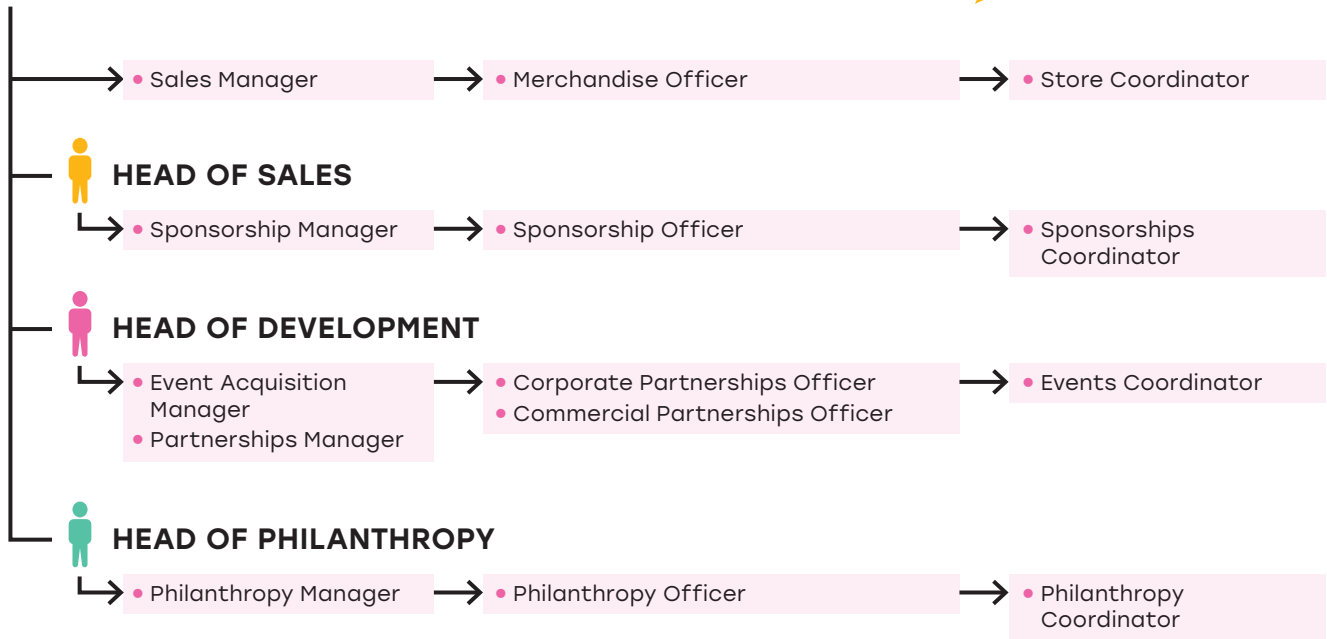 • Sales Manager
• Merchandise Officer
• Store Coordinator
HEAD OF SALES
• Sponsorship Manager
• Sponsorship Officer
• Sponsorships
Coordinator
HEAD OF DEVELOPMENT
• Event Acquisition
Manager
• Partnerships Manager
• Corporate Partnerships Officer
• Commercial Partnerships Officer
• Events Coordinator
HEAD OF PHILANTHROPY
• Philanthropy Manager
• Philanthropy Officer
• Philanthropy
Coordinator